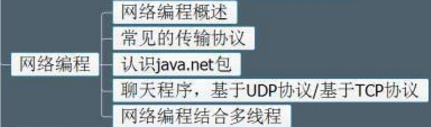 网络编程
网络编程概述
常见的传输协议
认识java.net包
聊天程序，基于UDP协议/基于TCP协议
网络编程结合多线程